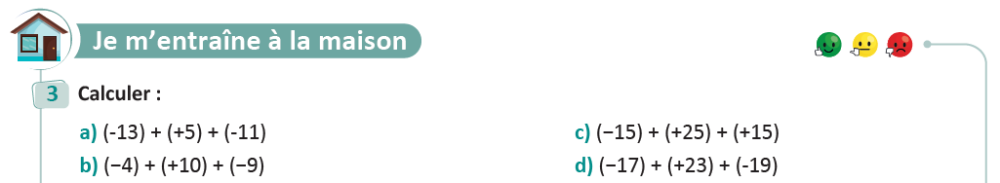 Je m'entraîne à la maison
3 Calculer :
a) (-13) + (+5) + (-11)
b) (−4) + (+10) + (−9)
c) (−15) + (+25) + (+15)
d) (−17) + (+23) + (-19)